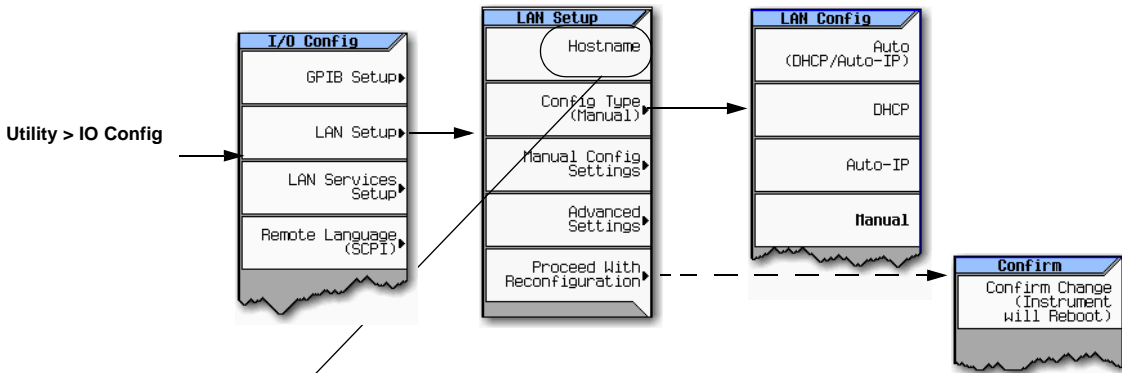 Utility > IO Config
I/O Config
GPIB Setup
LAN Setup
LAN Services
Setup
Remote Language
(SCPI)
LAN Setup
Hostname
Config Type
(Manual)
Manual Config
Settings
Advanced
Settings
Proceed With
Reconfiguration
LAN Config
Auto
(DHCP/Auto-IP)
DHCP
Auto-IP
Manual
Confirm
Confirm Change
(Instrument
will Reboot)